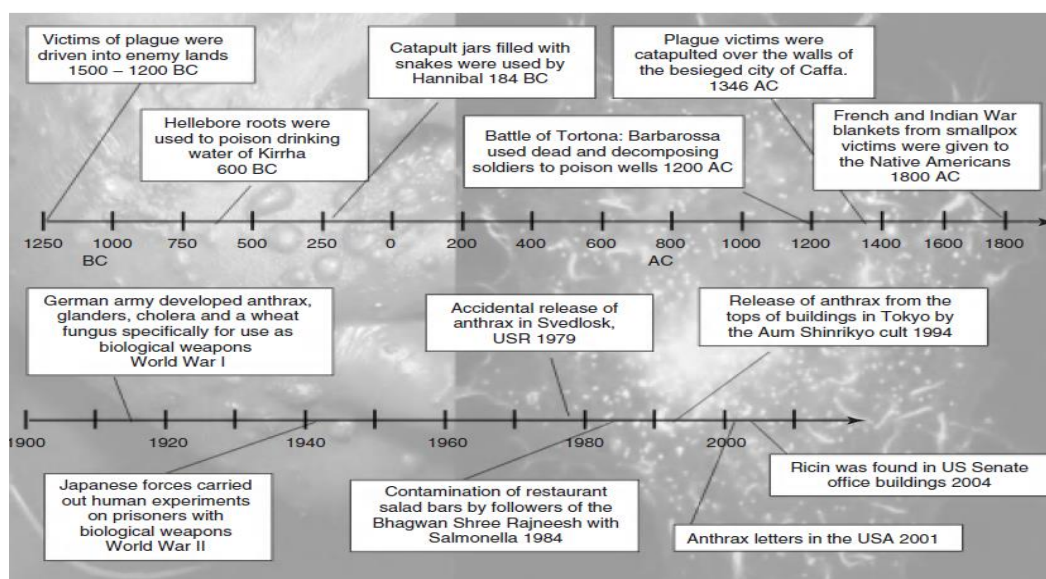 Victims of plague were
driven into enemy lands
1500 – 1200 BC
Catapult jars filled with
snakes were used by
Hannibal 184 BC
Plague victims were
catapulted over the walls of
the besieged city of Caffa.
1346 AC
Hellebore roots were
used to poison drinking
water of Kirrha
600 BC
Battle of Tortona: Barbarossa
used dead and decomposing
soldiers to poison wells 1200 AC
French and Indian War
blankets from smallpox
victims were given to
the Native Americans
1800 AC
1250 1000 750 500 250 0 200 400 600 800 1000 1200 1400 1600 1800
BC AC
German army developed anthrax,
glanders, cholera and a wheat
fungus specifically for use as
biological weapons
World War I
Accidental release of
anthrax in Svedlosk,
USR 1979
Release of anthrax from the
tops of buildings in Tokyo by
the Aum Shinrikyo cult 1994
1900 1920 1940 1960 1980 2000
Japanese forces carried
out human experiments
on prisoners with
biological weapons
World War II
Contamination of restaurant
salad bars by followers of the
Bhagwan Shree Rajneesh with
Salmonella 1984
Ricin was found in US Senate
office buildings 2004
Anthrax letters in the USA 2001